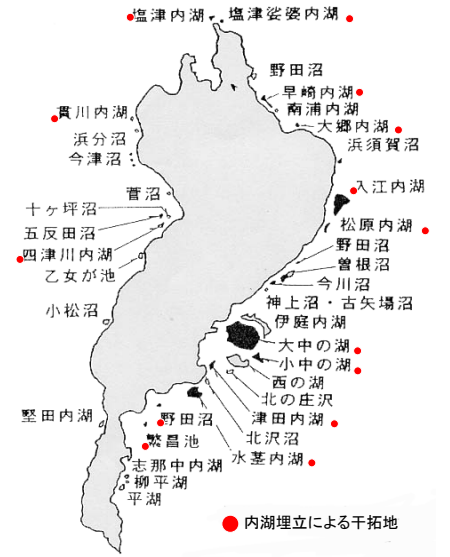 塩津内湖
塩津娑婆内湖
野田沼
早崎内湖
南浦内湖
大郷内湖
浜須賀沼
貫川内湖
浜分沼
今津沼
入江内湖
菅沼
十ヶ坪沼
五反田沼
四津川内湖
乙女が池
松原内湖
野田沼
曽根沼
今川沼
神上沼・古矢場沼
小松沼
伊庭内湖
大中の湖
小中の湖
西の湖
北の庄沢
津田内湖
北沢沼
水茎内湖
堅田内湖
野田沼
繁昌池
志那中内湖
柳平湖
平湖
内湖埋立による干拓地